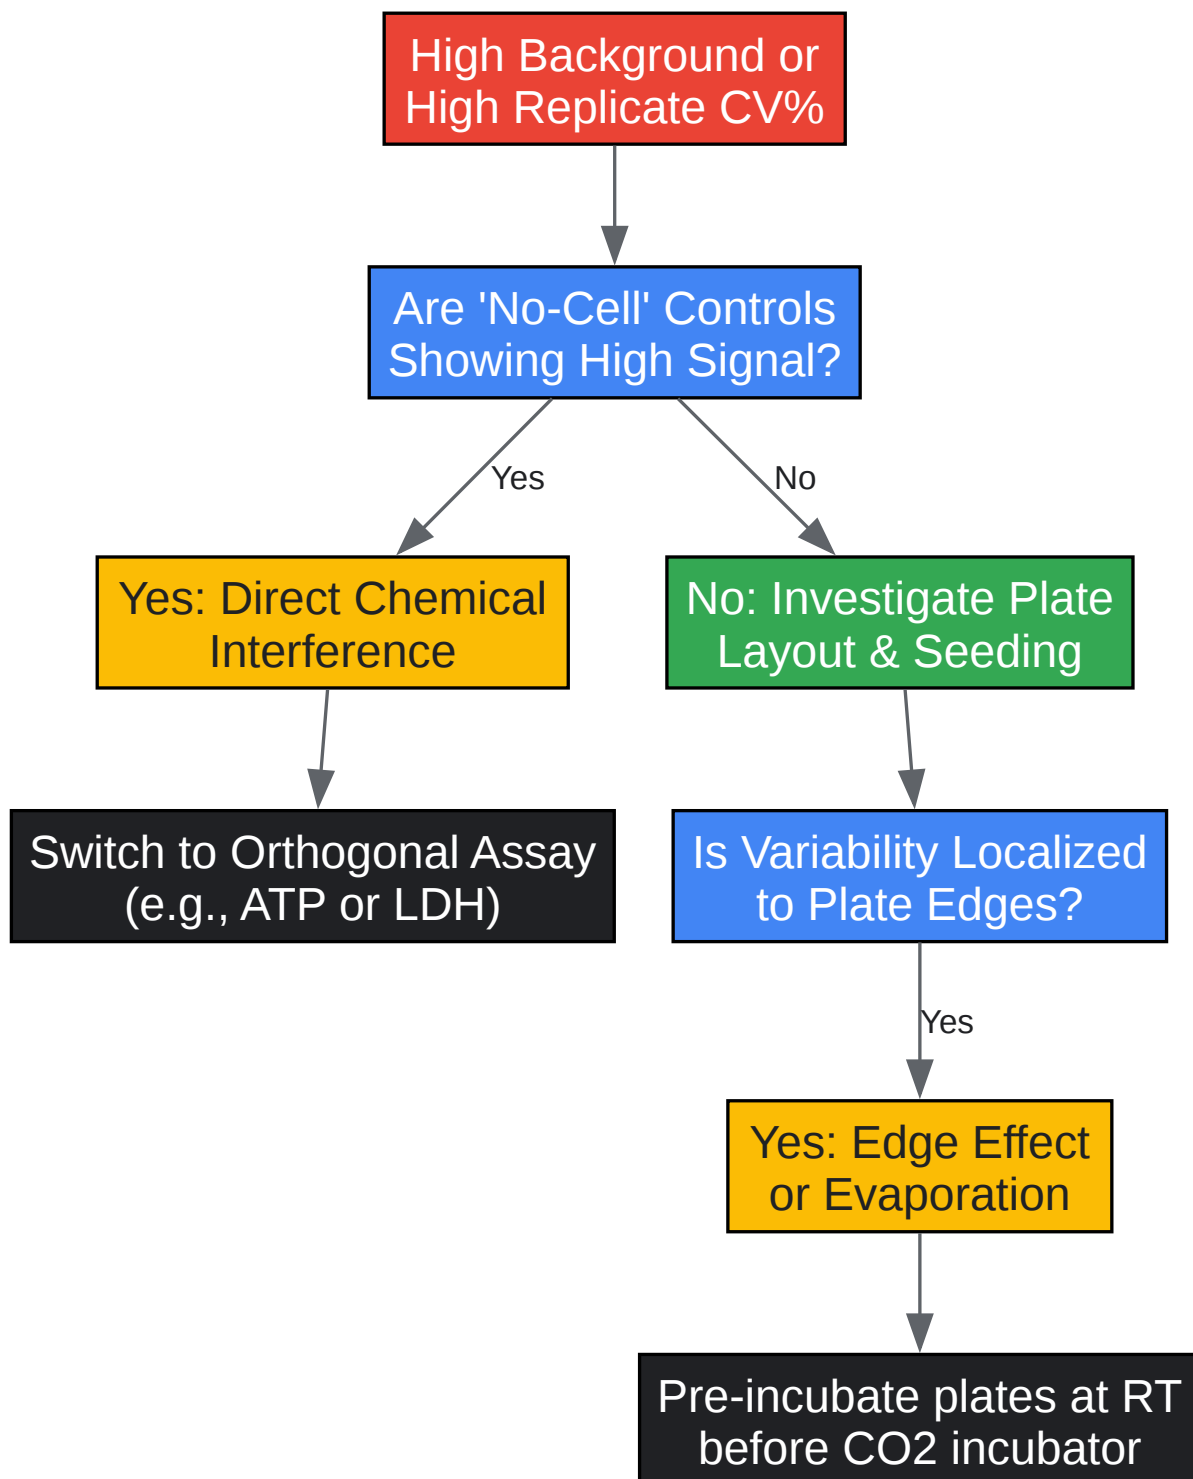 High Background or
High Replicate CV%
Are 'No-Cell' Controls
Showing High Signal?
Yes
No
Yes: Direct Chemical
Interference
No: Investigate Plate
Layout & Seeding
Switch to Orthogonal Assay
(e.g., ATP or LDH)
Is Variability Localized
to Plate Edges?
Yes
Yes: Edge Effect
or Evaporation
Pre-incubate plates at RT
before CO2 incubator